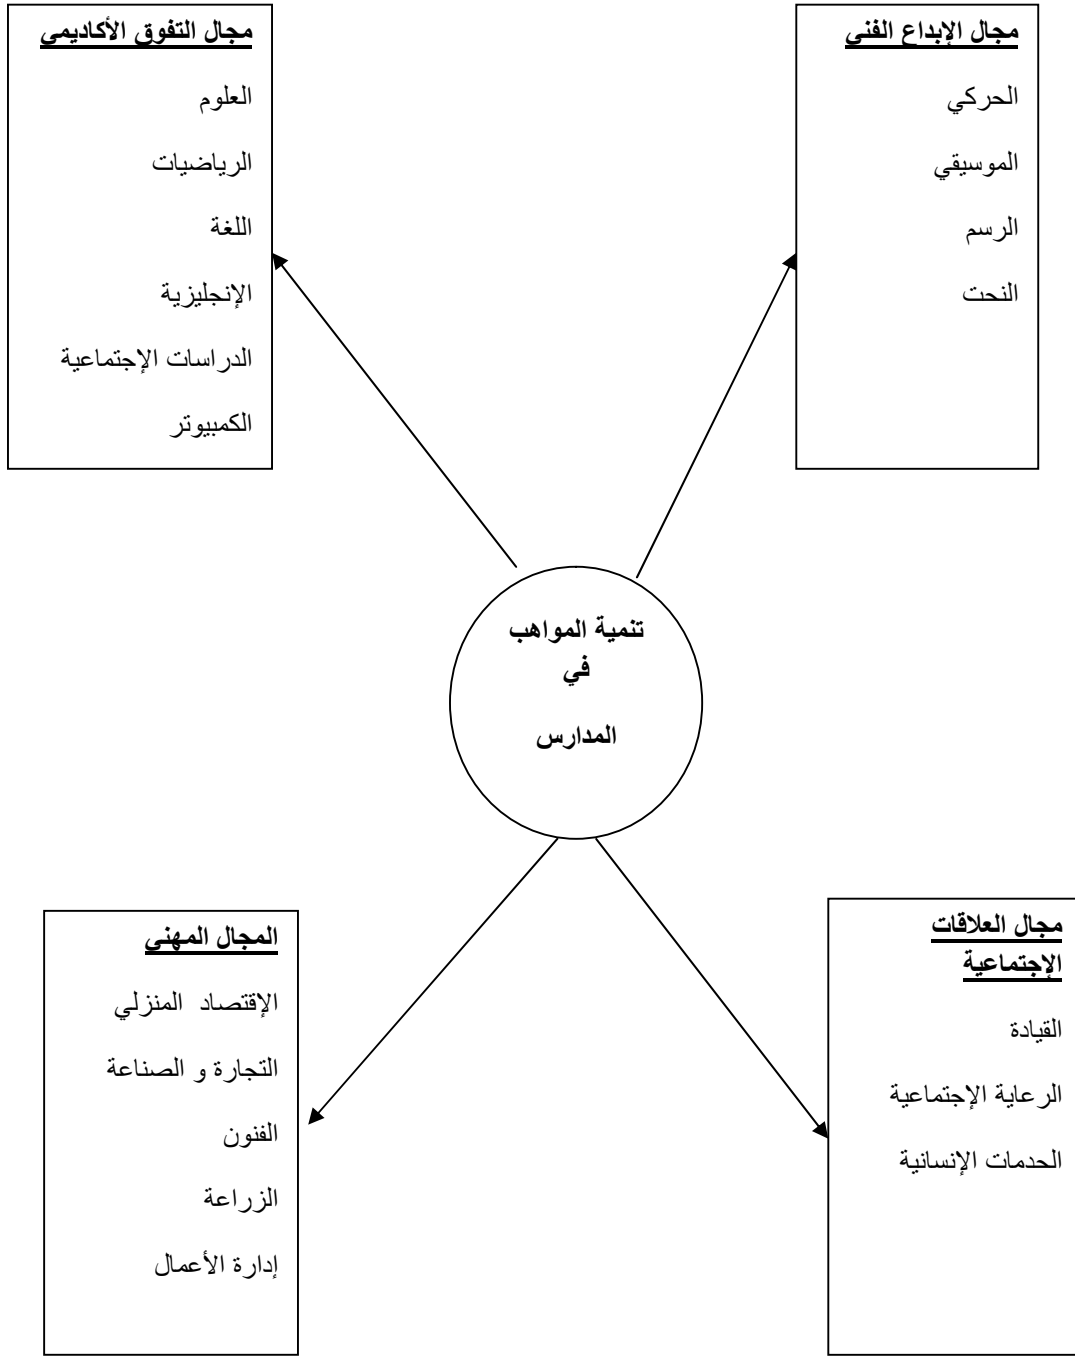 مجال الإبداع الفني
الحركي
الموسيقي
الرسم
النحت
مجال التفوق الأكاديمي
العلوم
الرياضيات
اللغة
الإنجليزية
الدراسات الإجتماعية
الكمبيوتر
تنمية المواهب
في
المدارس
مجال العلاقات
الإجتماعية
القيادة
الرعاية الإجتماعية
الحدمات الإنسانية
المجال المهني
الإقتصاد المنزلي
التجارة و الصناعة
الفنون
الزراعة
إدارة الأعمال